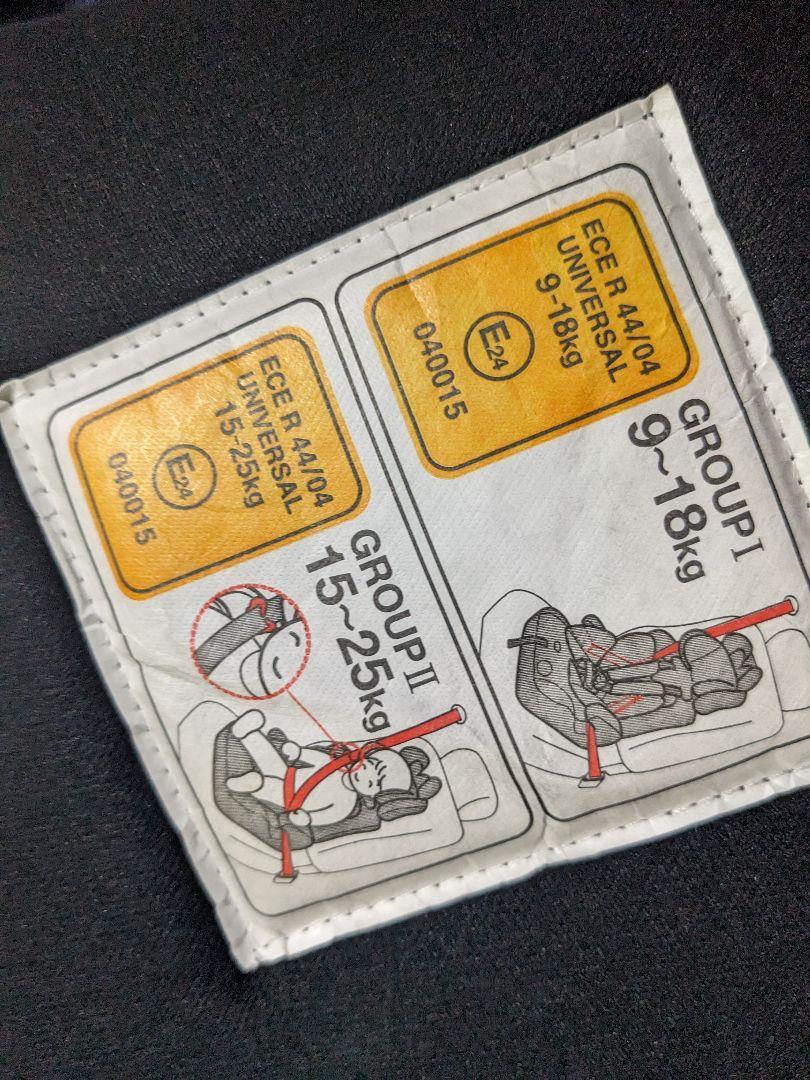 GROUP I
9~18kg
ECE R 44/04
UNIVERSAL
9-18kg
E24
040015
GROUP II
15~25kg
ECE R 44/04
UNIVERSAL
15-25kg
E24
040015